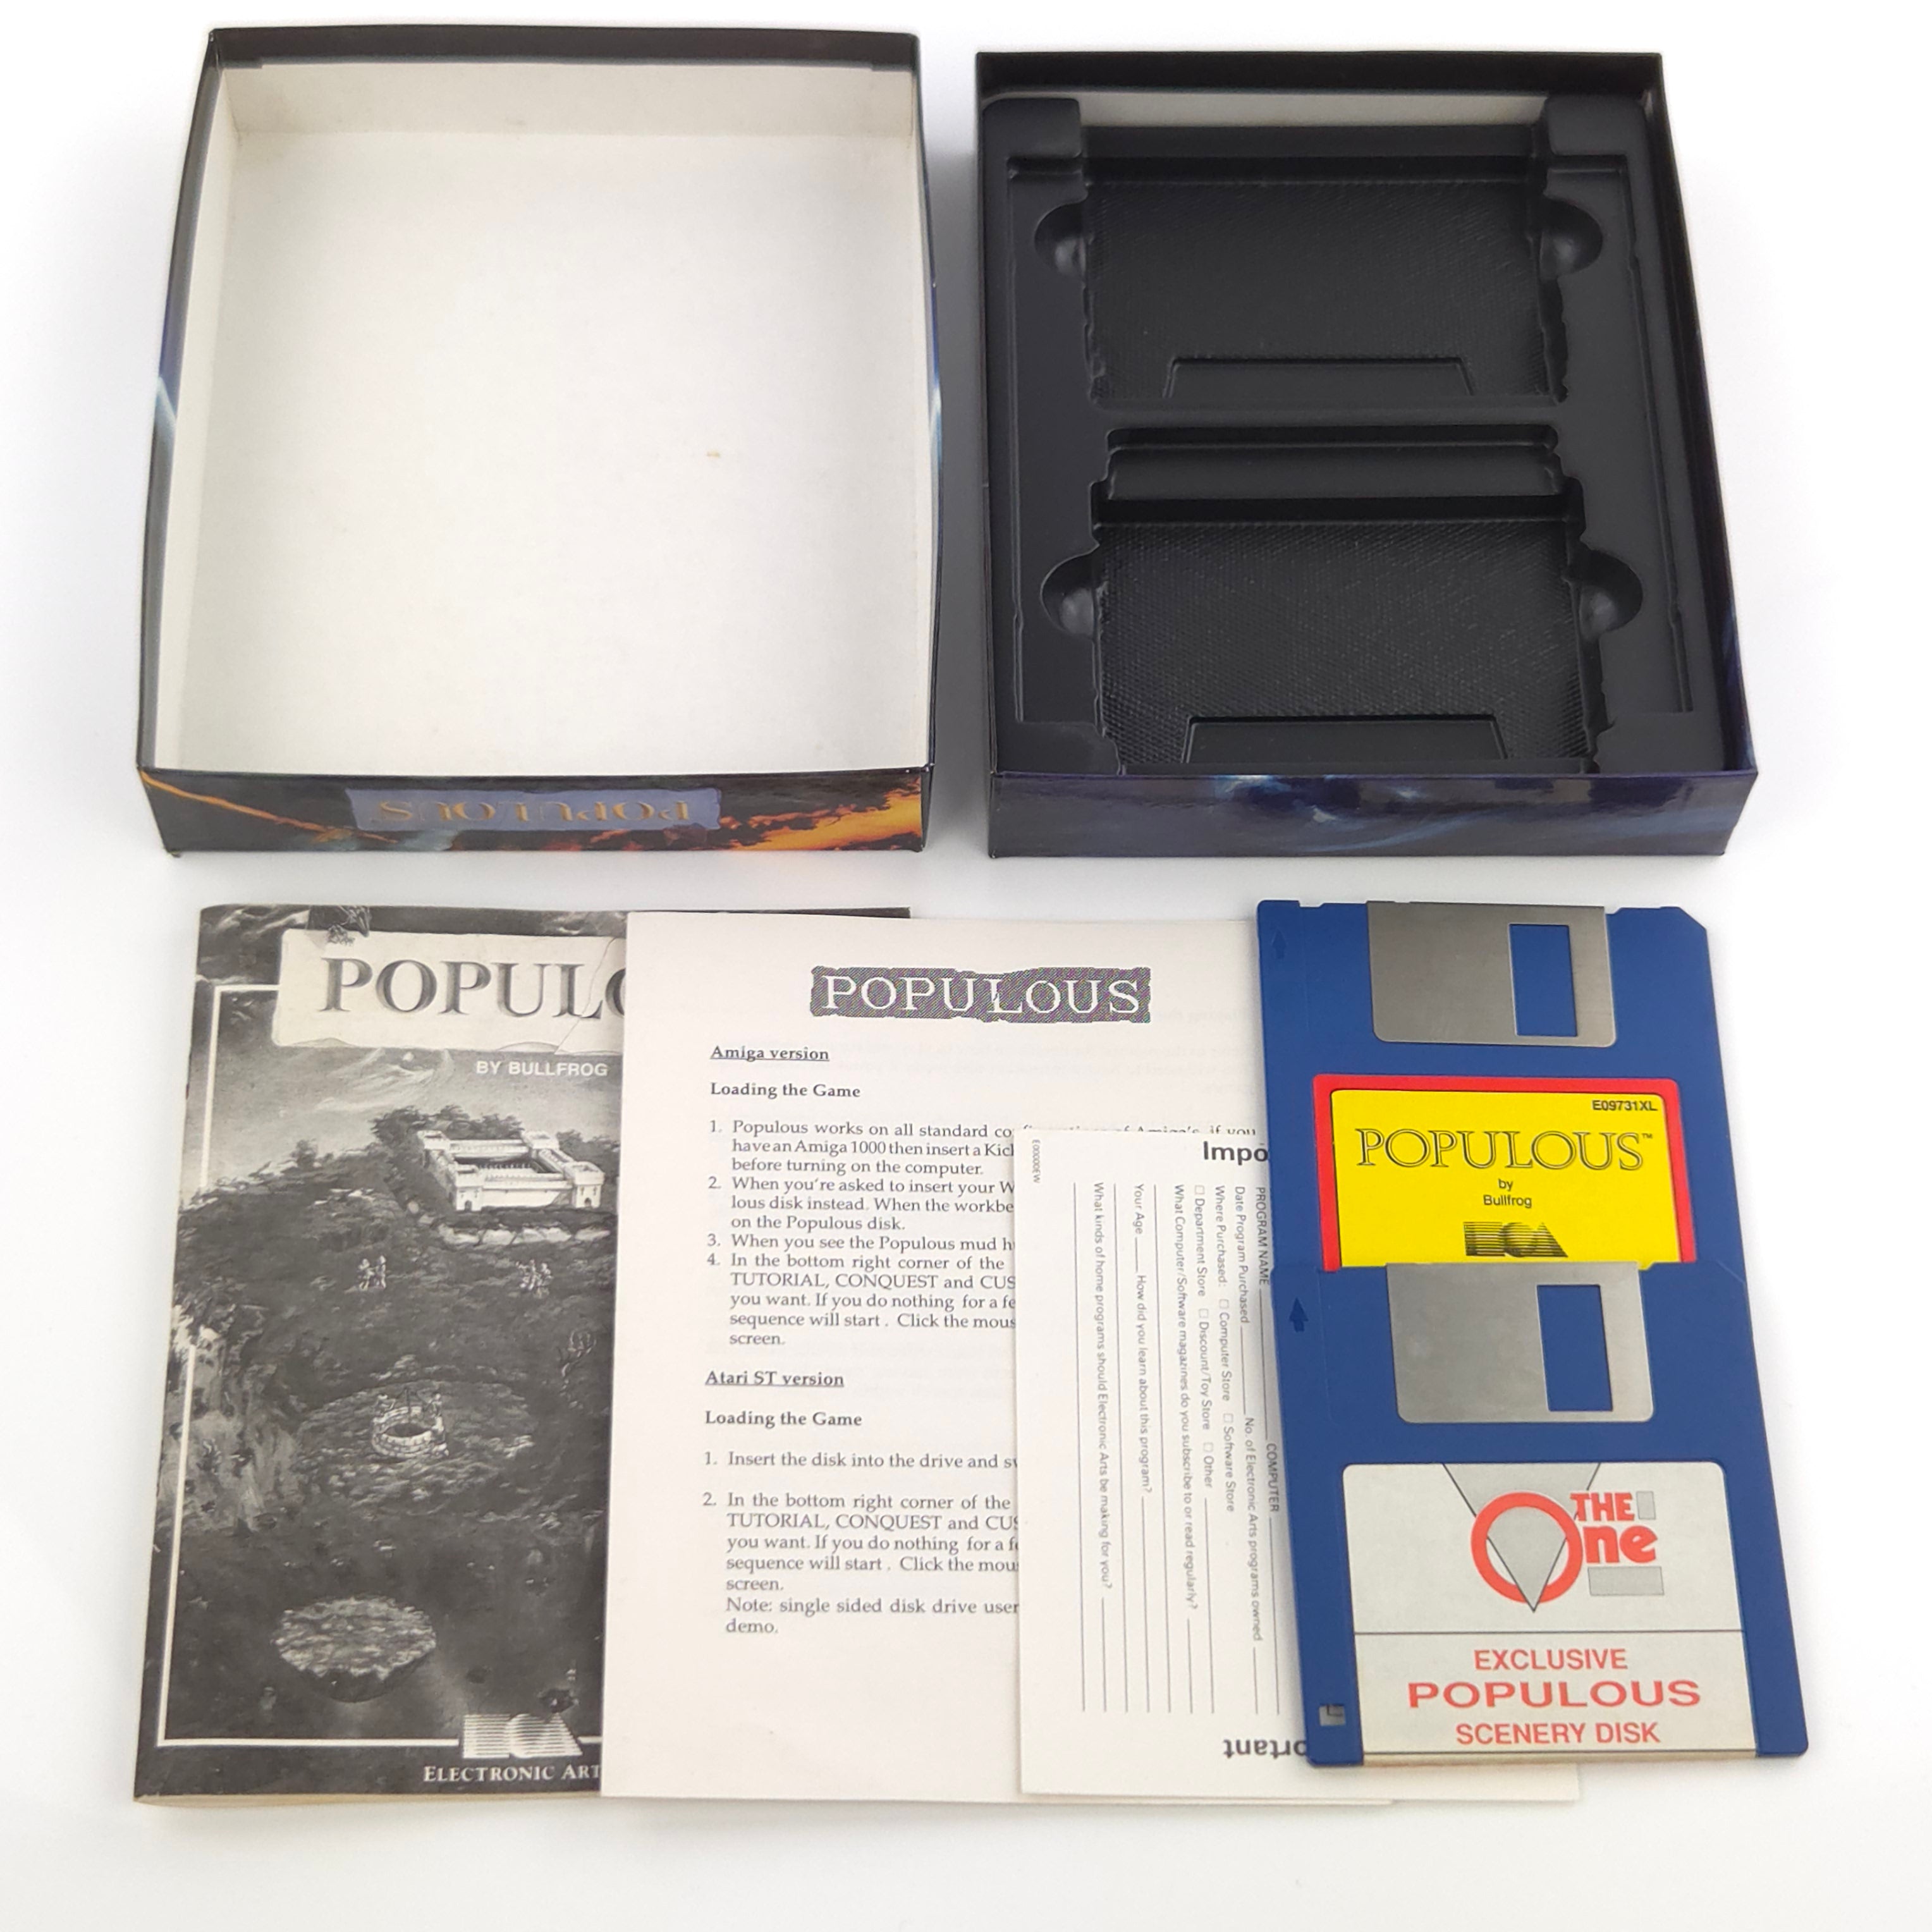 POPULOUS
POPULO
BY BULLFROG
ECA
ELECTRONIC ART
POPULOUS
Amiga version
Loading the Game
1. Populous works on all standard configurations of Amiga's, if you
have an Amiga 1000 then insert a
before turning on the computer.
2. When you're asked to insert your
lous disk instead. When the
on the Populous disk.
3. When you see the Populous mud
4. In the bottom right corner of the
TUTORIAL, CONQUEST and CUS
you want. If you do nothing for a fe
sequence will start . Click the mous
screen.
Atari ST version
Loading the Game
1. Insert the disk into the drive and
2. In the bottom right corner of the
TUTORIAL, CONQUEST and CUS
you want. If you do nothing for a f
sequence will start . Click the mou
screen.
Note: single sided disk drive user
demo.
E00000EW
Impo
PROGRAM NAME COMPUTER
Date Program Purchased No. of Electronic Arts programs owned
Where Purchased: □ Computer Store □ Software Store
□ Department Store □ Discount/Toy Store □ Other
What Computer/Software magazines do you subscribe to or read regularly?
Your Age How did you learn about this program?
What kinds of home programs should Electronic Arts be making for you?
ortant
E09731XL
POPULOUS™
by
Bullfrog
ECA
THE
One
EXCLUSIVE
POPULOUS
SCENERY DISK